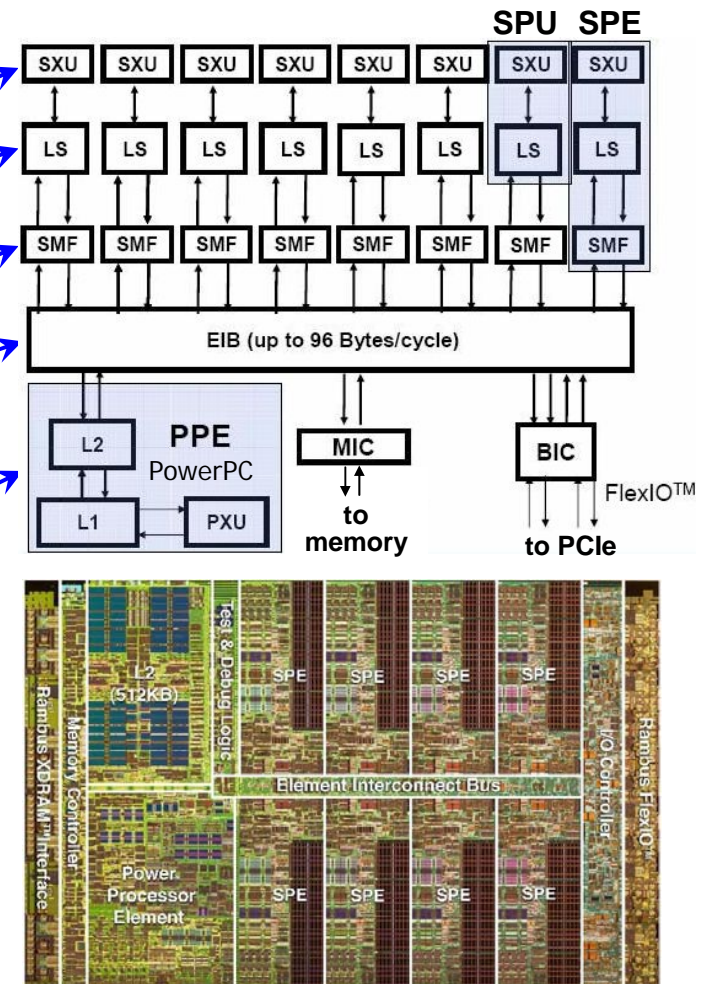 SPU SPE
SXU SXU SXU SXU SXU SXU SXU SXU
LS LS LS LS LS LS LS LS
SMF SMF SMF SMF SMF SMF SMF SMF
EIB (up to 96 Bytes/cycle)
L2
PPE
PowerPC
L1
PXU
MIC
to
memory
BIC
FlexIO™
to PCIe
Rambus XDRAM™ Interface
Memory Controller
L2
(512KB)
Test & Debug Logic
SPE SPE SPE SPE
Element Interconnect Bus
Power
Processor
Element
SPE SPE SPE SPE
I/O Controller
Rambus FlexIO™